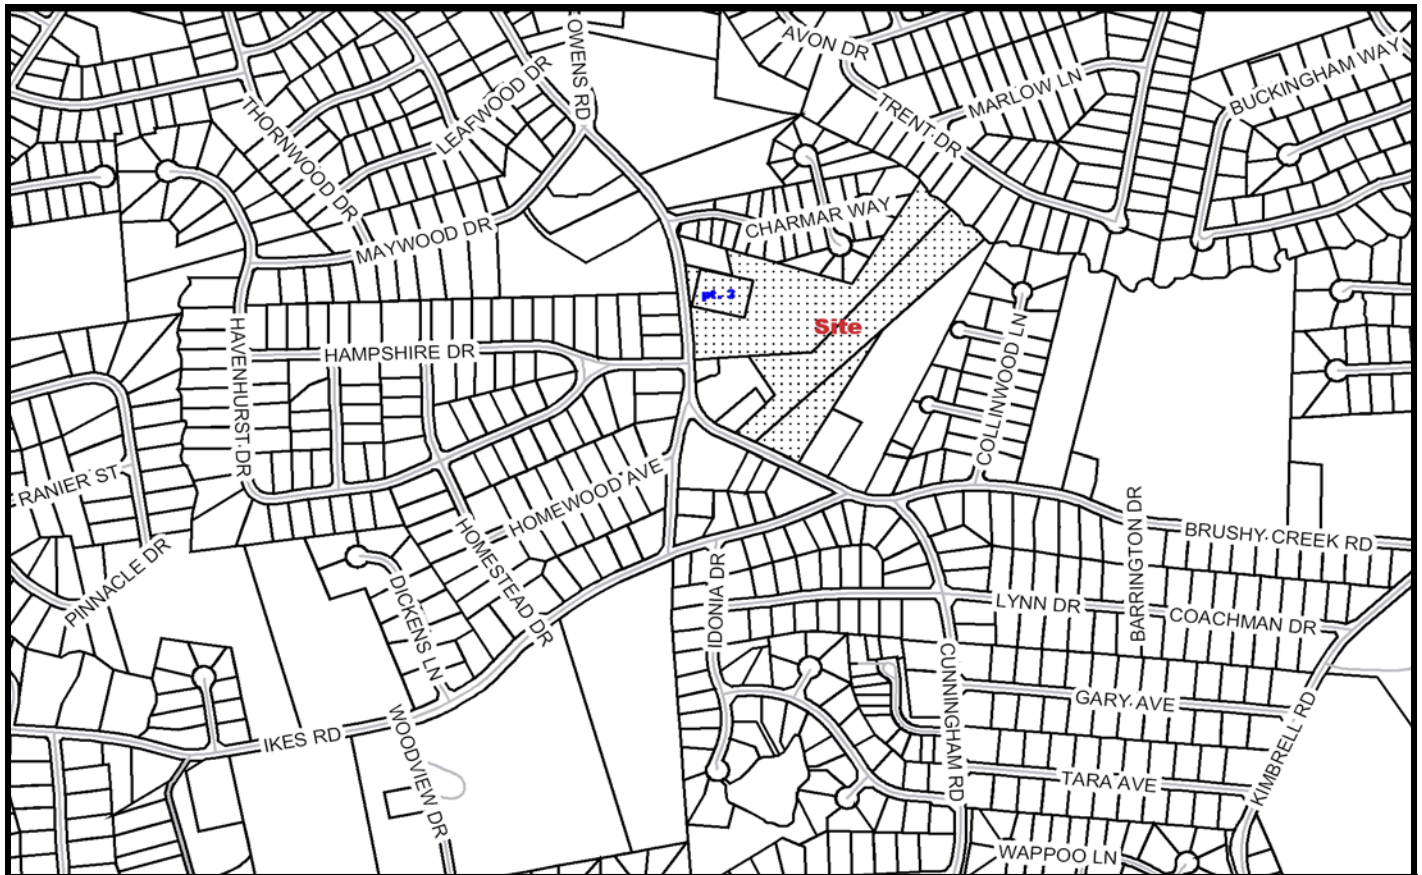 OWENS RD
AVON DR
BUCKINGHAM WAY
MARLOW LN
LEAFWOOD DR
THORNWOOD DR
TRENT DR
CHARMAR WAY
MAYWOOD DR
pt. 3
Site
HAVENHURST DR
HAMPSHIRE DR
COLLINWOOD LN
RANIER ST
HOMEWOOD AVE
BARRINGTON DR
BRUSHY CREEK RD
PINNACLE DR
HOMESTEAD DR
DICKENS LN
IDONIA DR
LYNN DR
COACHMAN DR
CUNNINGHAM RD
GARY AVE
IKES RD
WOODVIEW DR
KIMBRELL RD
TARA AVE
WAPPOO LN